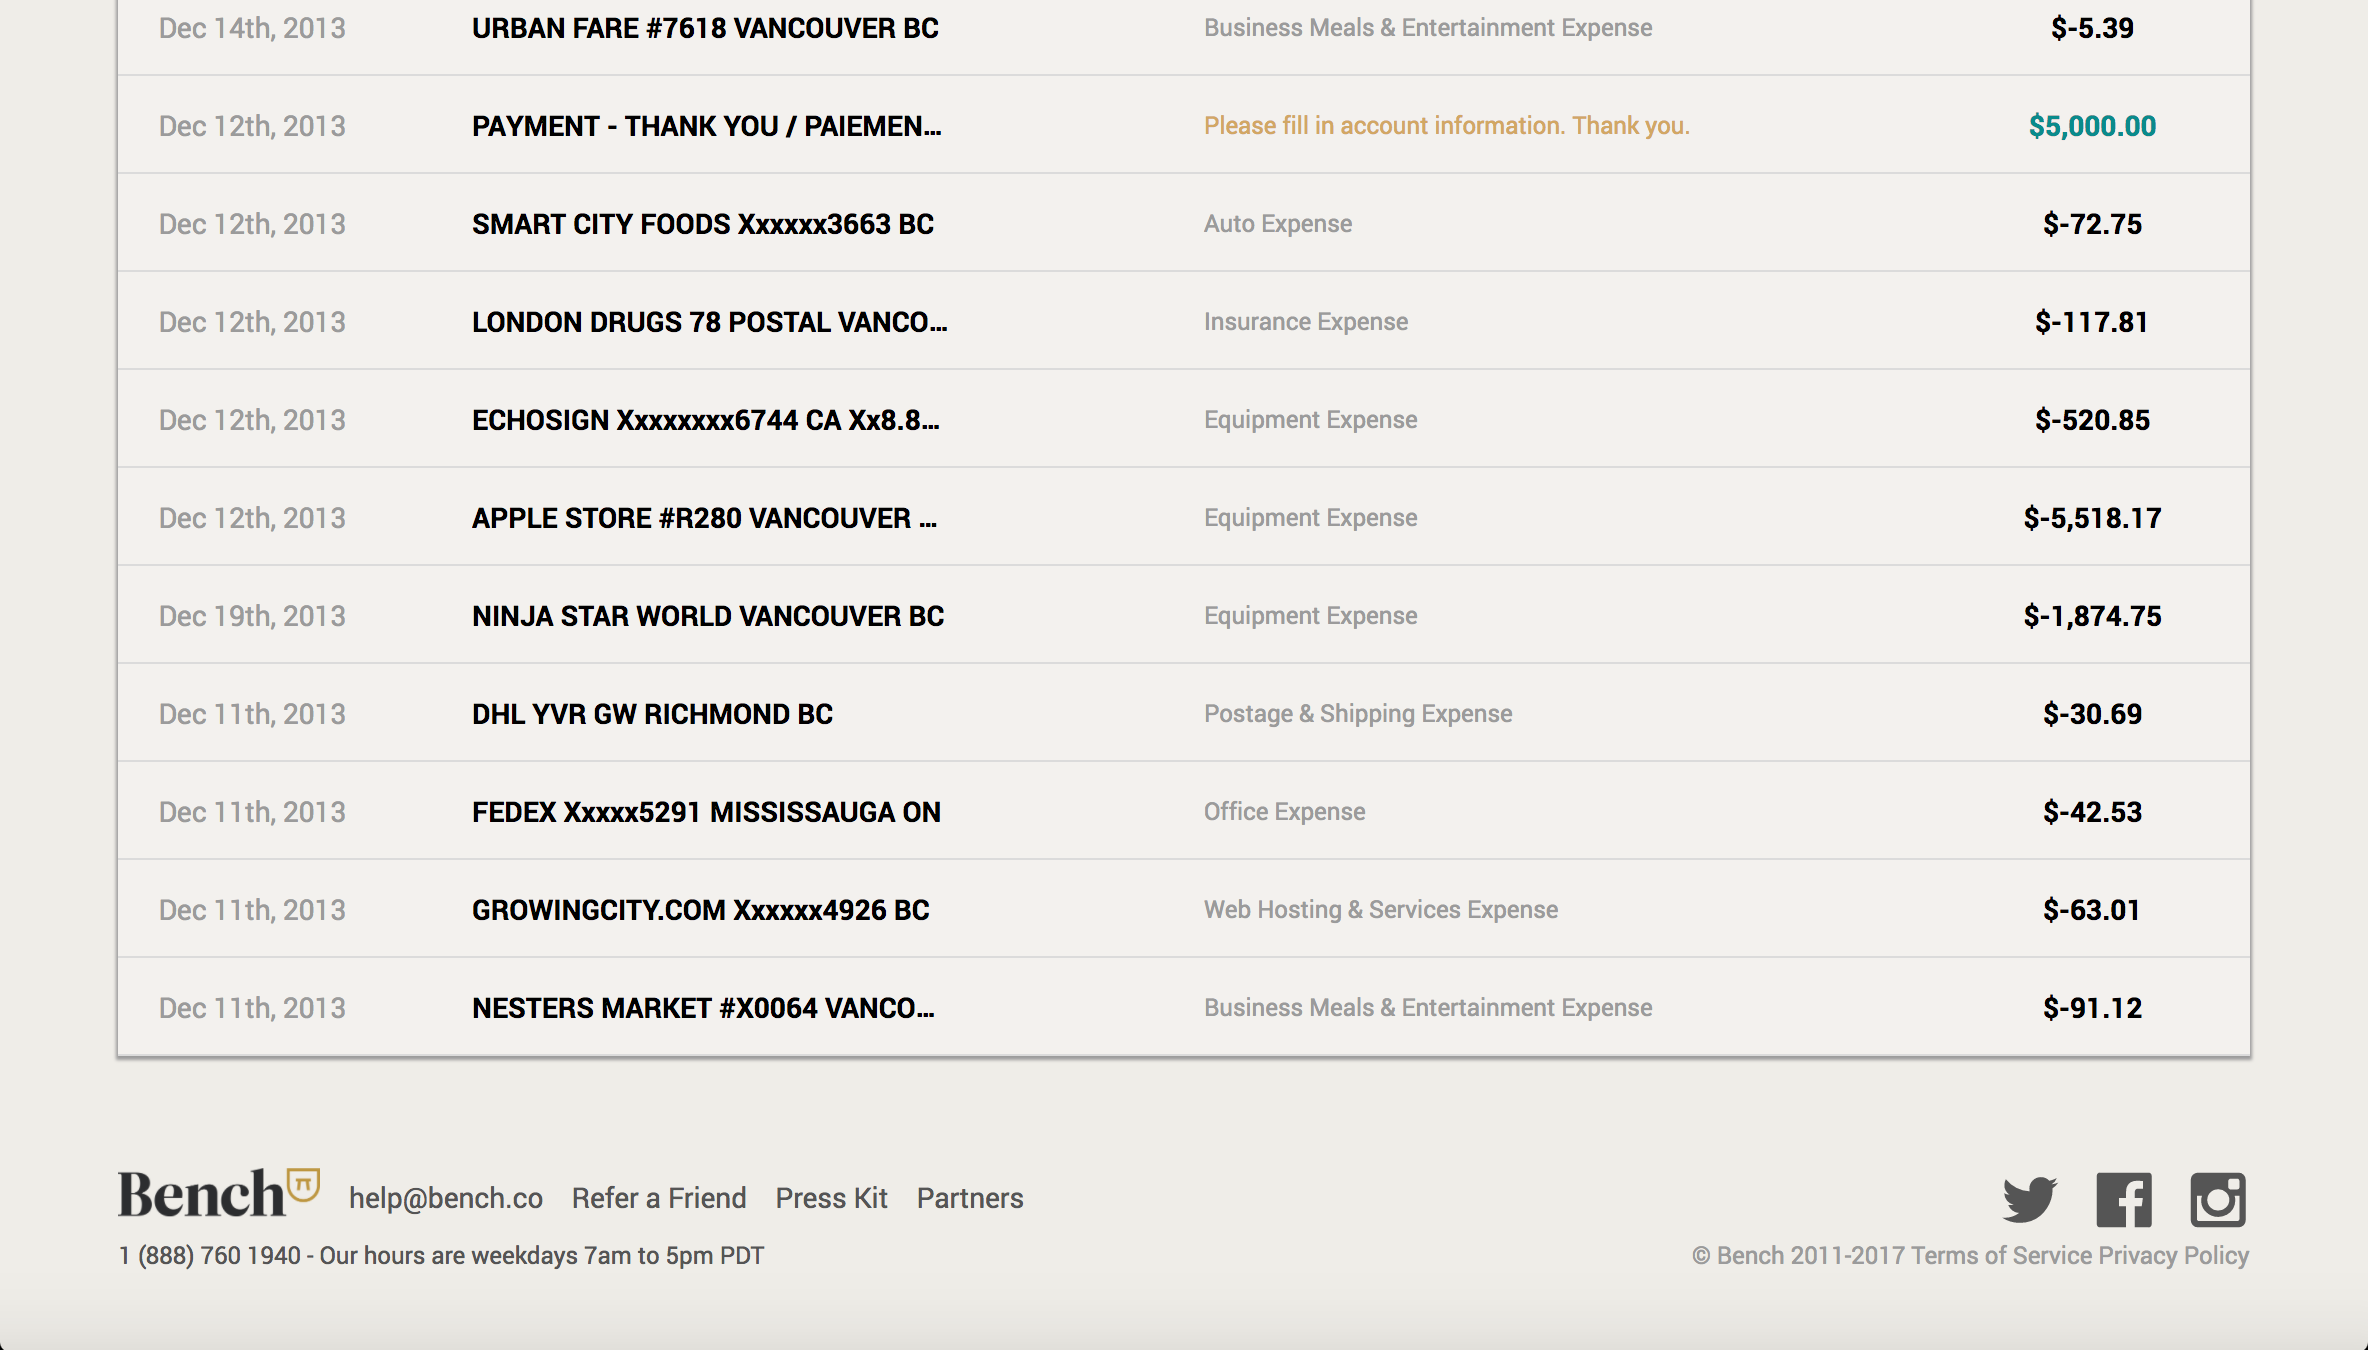 Dec 14th, 2013 URBAN FARE #7618 VANCOUVER BC Business Meals & Entertainment Expense $-5.39
Dec 12th, 2013 PAYMENT - THANK YOU / PAIEMEN... Please fill in account information. Thank you. $5,000.00
Dec 12th, 2013 SMART CITY FOODS Xxxxxx3663 BC Auto Expense $-72.75
Dec 12th, 2013 LONDON DRUGS 78 POSTAL VANCO... Insurance Expense $-117.81
Dec 12th, 2013 ECHOSIGN Xxxxxxxx6744 CA Xx8.8... Equipment Expense $-520.85
Dec 12th, 2013 APPLE STORE #R280 VANCOUVER ... Equipment Expense $-5,518.17
Dec 19th, 2013 NINJA STAR WORLD VANCOUVER BC Equipment Expense $-1,874.75
Dec 11th, 2013 DHL YVR GW RICHMOND BC Postage & Shipping Expense $-30.69
Dec 11th, 2013 FEDEX Xxxxx5291 MISSISSAUGA ON Office Expense $-42.53
Dec 11th, 2013 GROWINGCITY.COM Xxxxxx4926 BC Web Hosting & Services Expense $-63.01
Dec 11th, 2013 NESTERS MARKET #X0064 VANCO... Business Meals & Entertainment Expense $-91.12
Bench help@bench.co Refer a Friend Press Kit Partners
1 (888) 760 1940 - Our hours are weekdays 7am to 5pm PDT © Bench 2011-2017 Terms of Service Privacy Policy